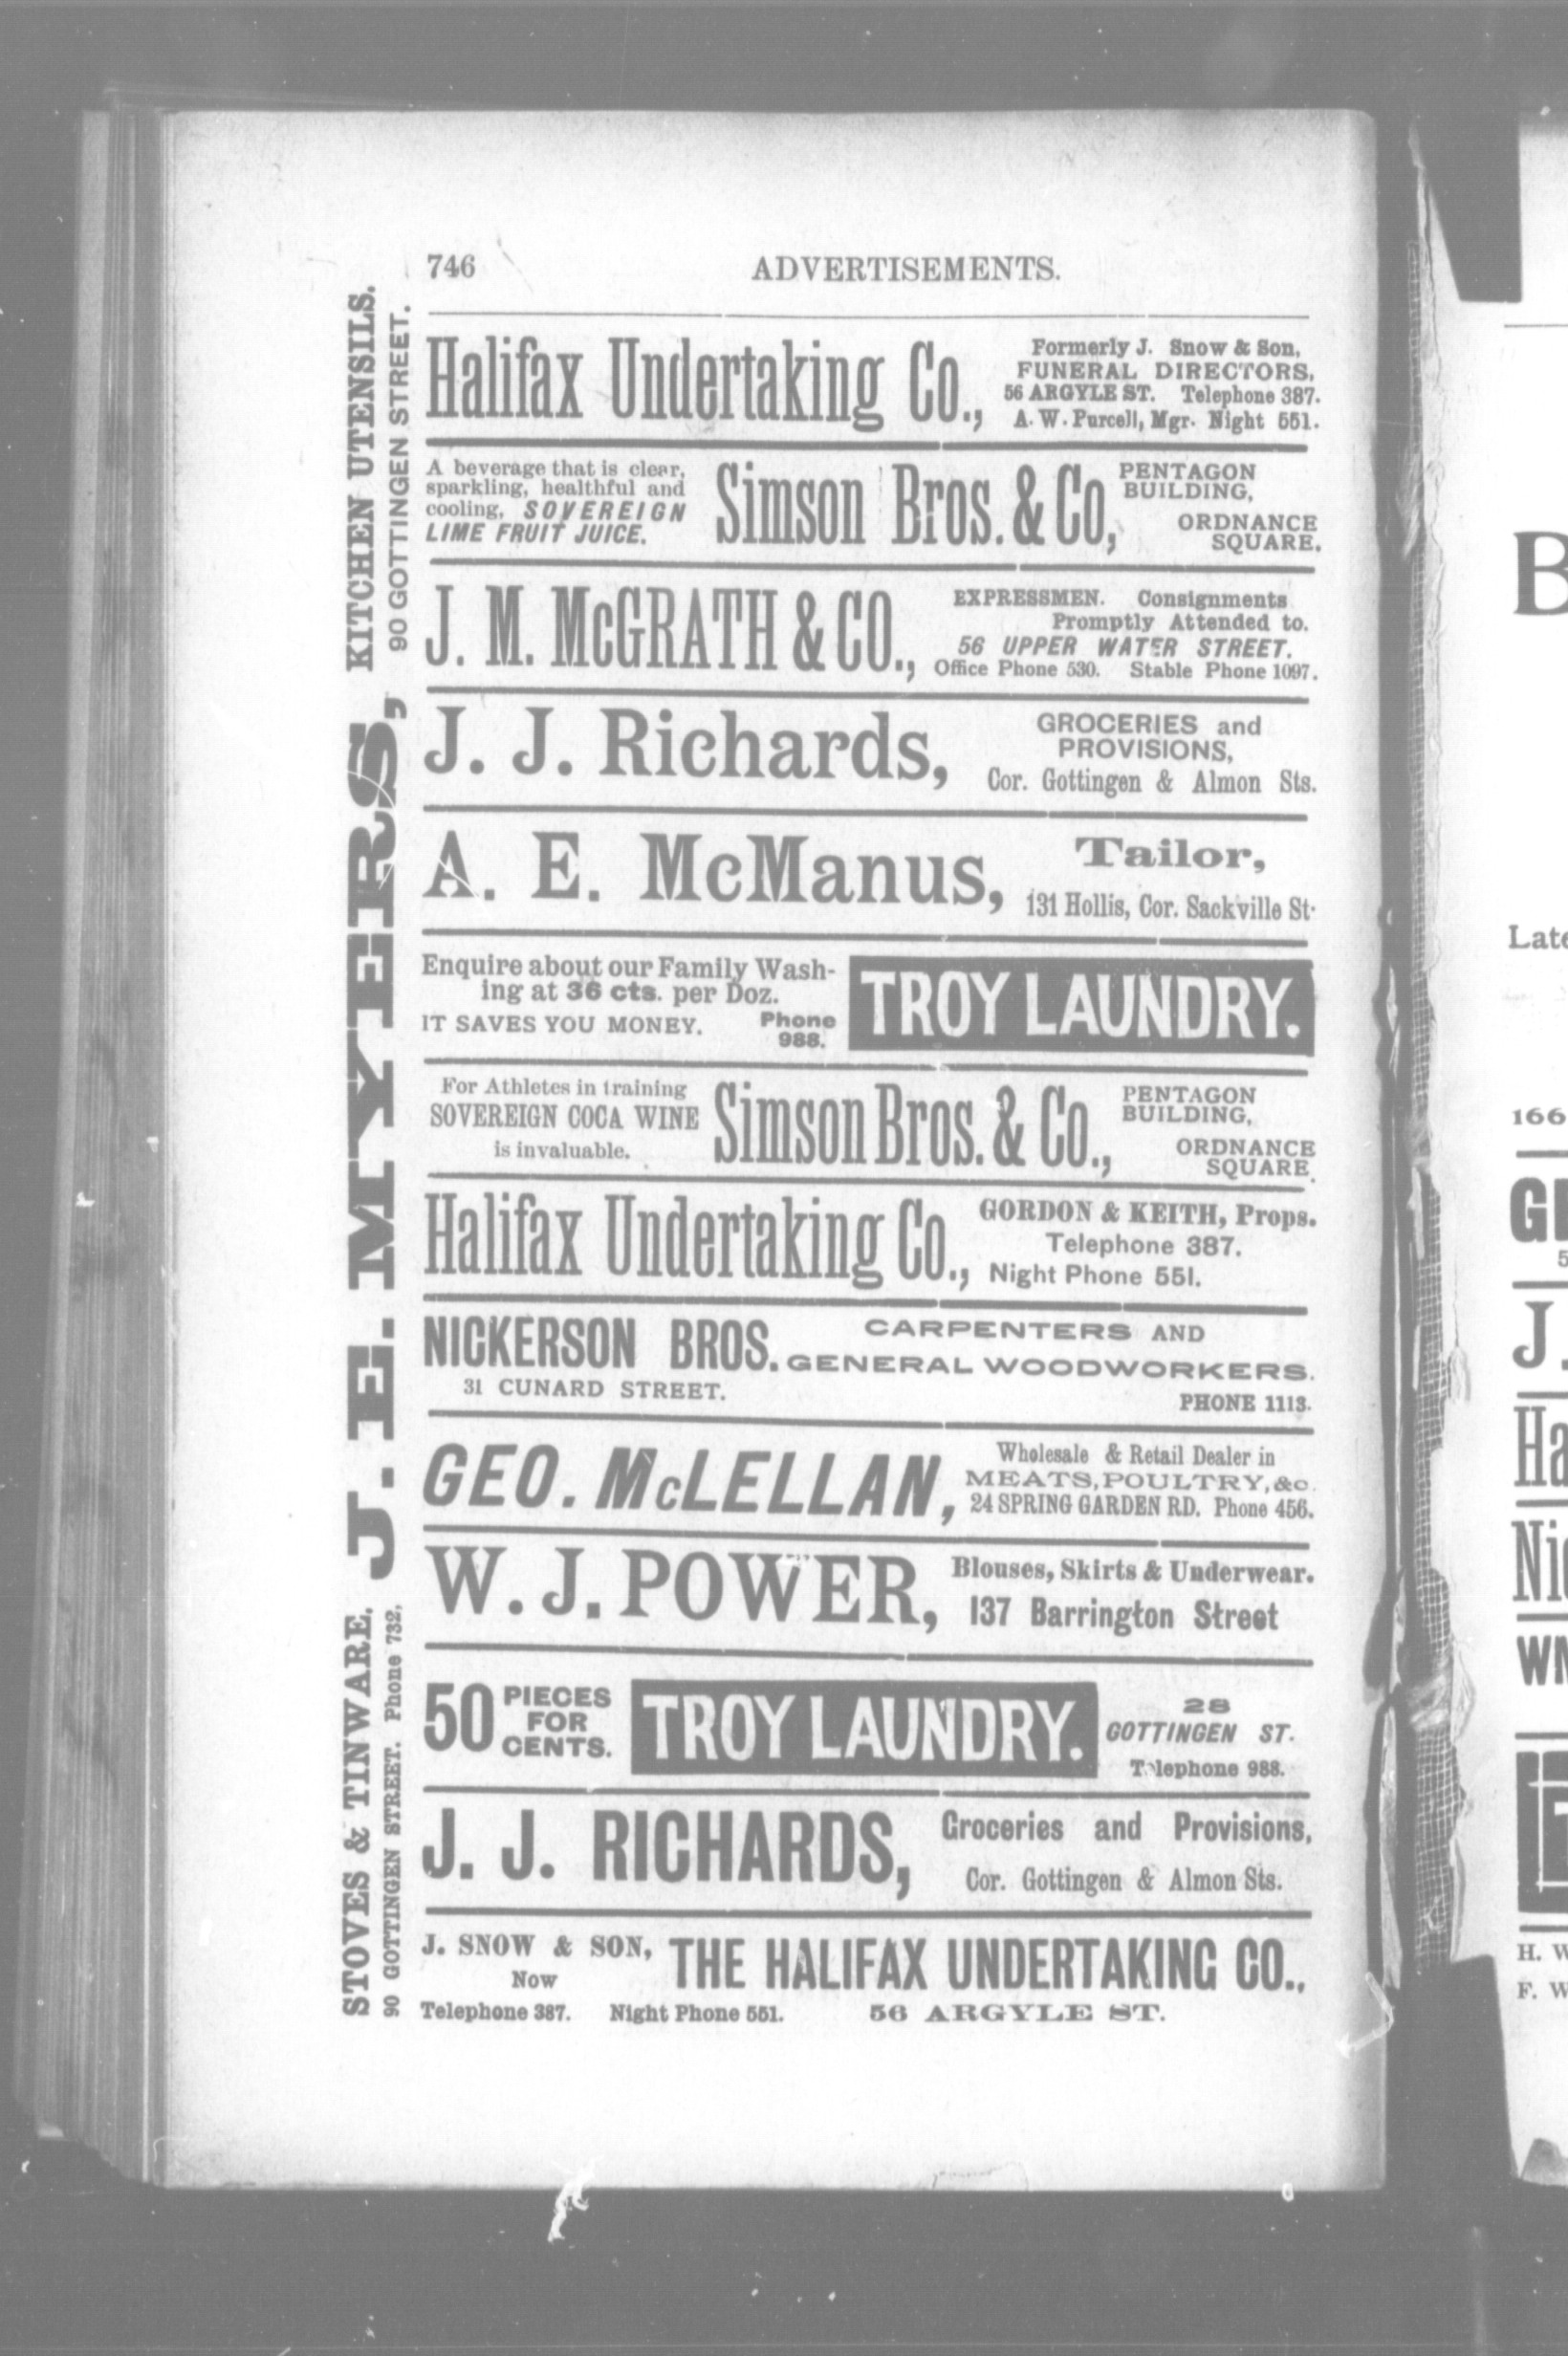 746
ADVERTISEMENTS.
STOVES & TINWARE.
90 GOTTINGEN STREET. Phone 732,
J. E. MYERS,
KITCHEN UTENSILS.
90 GOTTINGEN STREET.
Halifax Undertaking Co.,
Formerly J. Snow & Son,
FUNERAL DIRECTORS,
56 ARGYLE ST. Telephone 387.
A. W. Purcell, Mgr. Night 551.
A beverage that is clear,
sparkling, healthful and
cooling, SOVEREIGN
LIME FRUIT JUICE.
Simson Bros. & Co,
PENTAGON
BUILDING,
ORDNANCE
SQUARE.
J. M. McGRATH & CO.,
EXPRESSMEN. Consignments
Promptly Attended to.
56 UPPER WATER STREET.
Office Phone 530. Stable Phone 1097.
J. J. Richards,
GROCERIES and
PROVISIONS,
Cor. Gottingen & Almon Sts.
A. E. McManus,
Tailor,
131 Hollis, Cor. Sackville St.
Enquire about our Family Wash-
ing at 36 cts. per Doz.
IT SAVES YOU MONEY.
Phone
988.
TROY LAUNDRY.
For Athletes in training
SOVEREIGN COCA WINE
is invaluable.
Simson Bros. & Co.,
PENTAGON
BUILDING,
ORDNANCE
SQUARE.
Halifax Undertaking Co.,
GORDON & KEITH, Props.
Telephone 387.
Night Phone 551.
NICKERSON BROS.
CARPENTERS AND
GENERAL WOODWORKERS.
31 CUNARD STREET.
PHONE 1113.
GEO. McLELLAN,
Wholesale & Retail Dealer in
MEATS, POULTRY, &c.
24 SPRING GARDEN RD. Phone 456.
W. J. POWER,
Blouses, Skirts & Underwear.
137 Barrington Street
50 PIECES
FOR
CENTS.
TROY LAUNDRY.
28
GOTTINGEN ST.
Telephone 988.
J. J. RICHARDS,
Groceries and Provisions,
Cor. Gottingen & Almon Sts.
J. SNOW & SON,
Now
THE HALIFAX UNDERTAKING CO.,
Telephone 387. Night Phone 551. 56 ARGYLE ST.
B
Late
166
J.
Ha
H. W
F. W